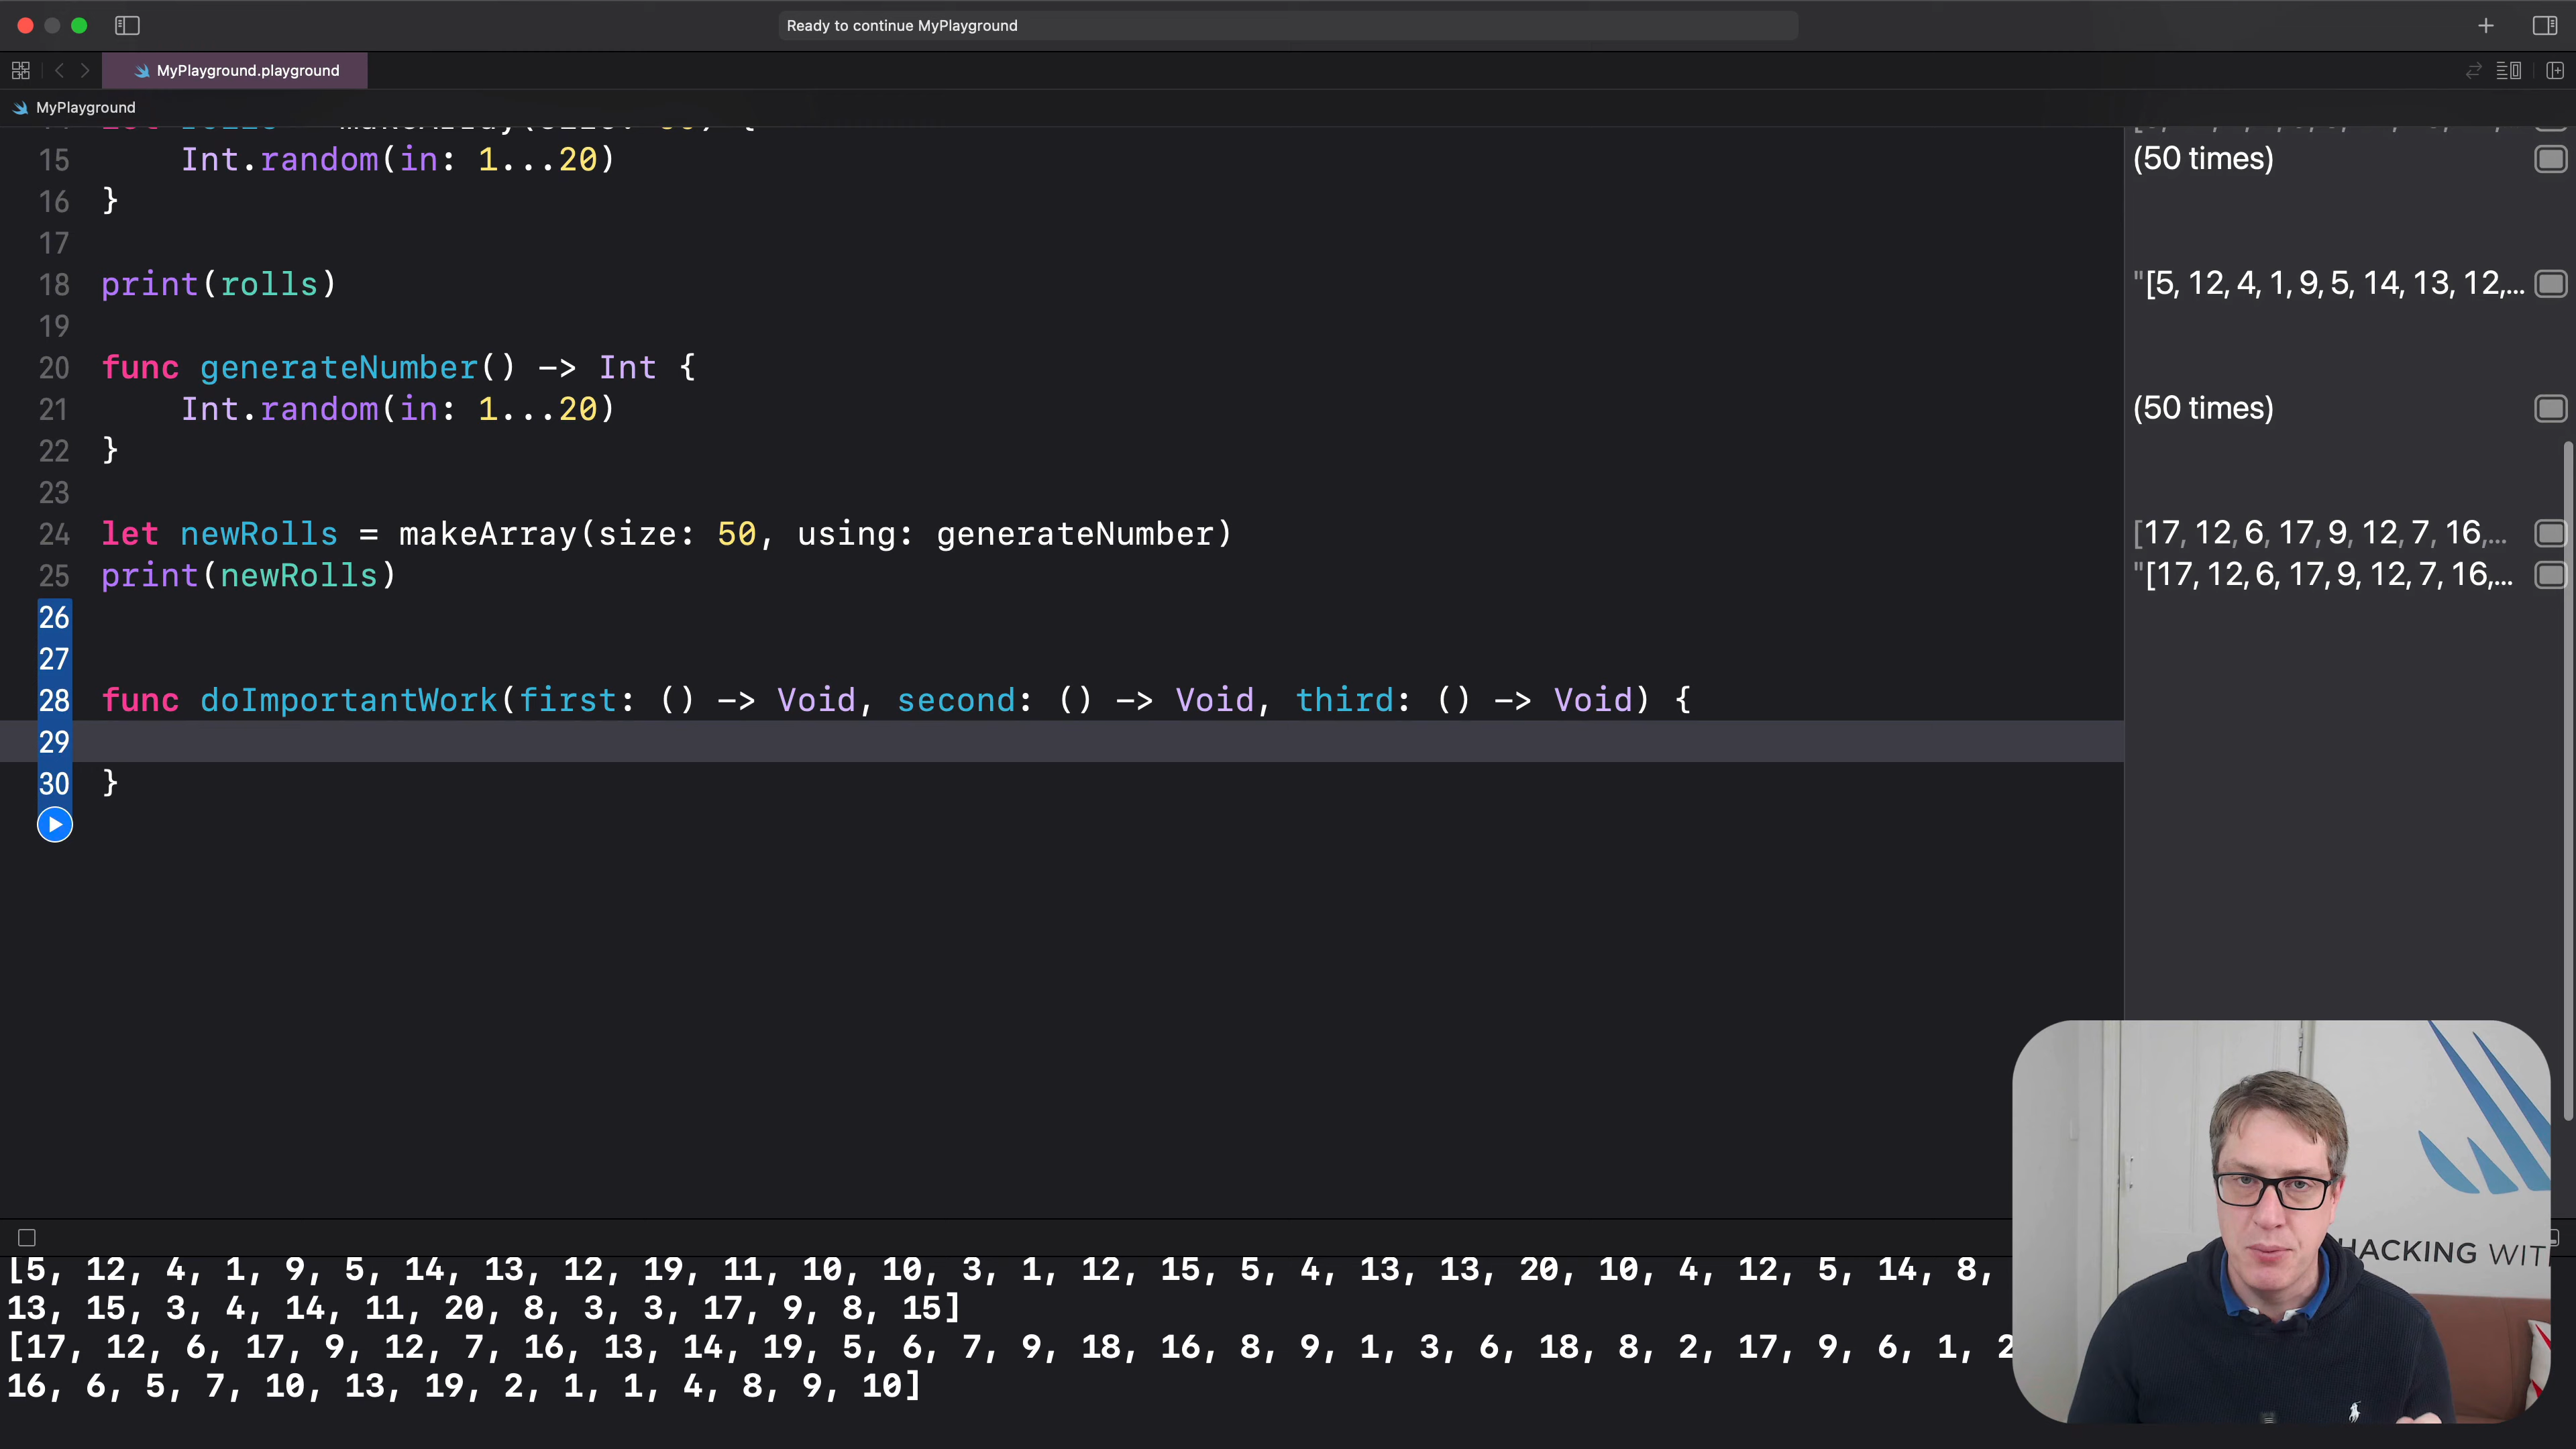 Ready to continue MyPlayground
MyPlayground.playground
MyPlayground
15 Int.random(in: 1...20)
(50 times)
16 }
17
18 print(rolls)
"[5, 12, 4, 1, 9, 5, 14, 13, 12,...
19
20 func generateNumber() -> Int {
21 Int.random(in: 1...20)
(50 times)
22 }
23
24 let newRolls = makeArray(size: 50, using: generateNumber)
[17, 12, 6, 17, 9, 12, 7, 16,...
25 print(newRolls)
"[17, 12, 6, 17, 9, 12, 7, 16,...
26
27
28 func doImportantWork(first: () -> Void, second: () -> Void, third: () -> Void) {
29
30 }
[5, 12, 4, 1, 9, 5, 14, 13, 12, 19, 11, 10, 10, 3, 1, 12, 15, 5, 4, 13, 13, 20, 10, 4, 12, 5, 14, 8,
13, 15, 3, 4, 14, 11, 20, 8, 3, 3, 17, 9, 8, 15]
[17, 12, 6, 17, 9, 12, 7, 16, 13, 14, 19, 5, 6, 7, 9, 18, 16, 8, 9, 1, 3, 6, 18, 8, 2, 17, 9, 6, 1,
16, 6, 5, 7, 10, 13, 19, 2, 1, 1, 4, 8, 9, 10]
HACKING WIT